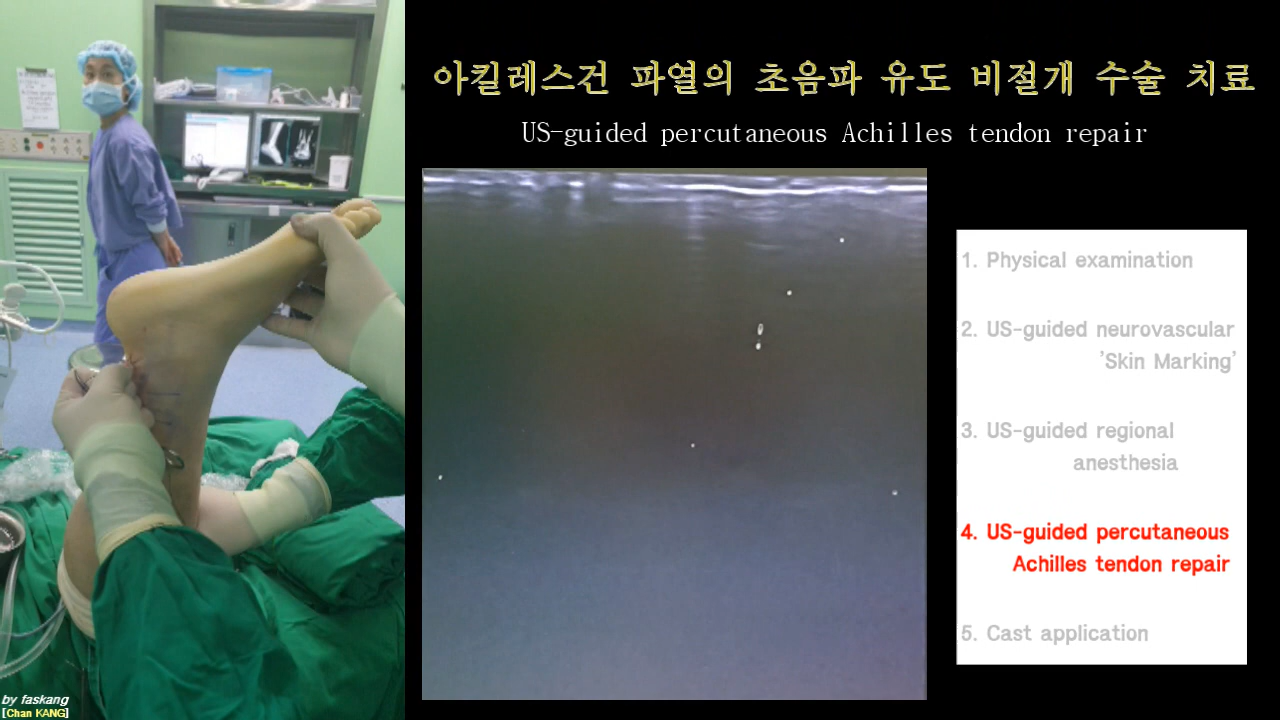 아킬레스건 파열의 초음파 유도 비절개 수술 치료
US-guided percutaneous Achilles tendon repair
1. Physical examination
2. US-guided neurovascular
'Skin Marking'
3. US-guided regional
anesthesia
4. US-guided percutaneous
Achilles tendon repair
5. Cast application
by faskang
[Chan KANG]